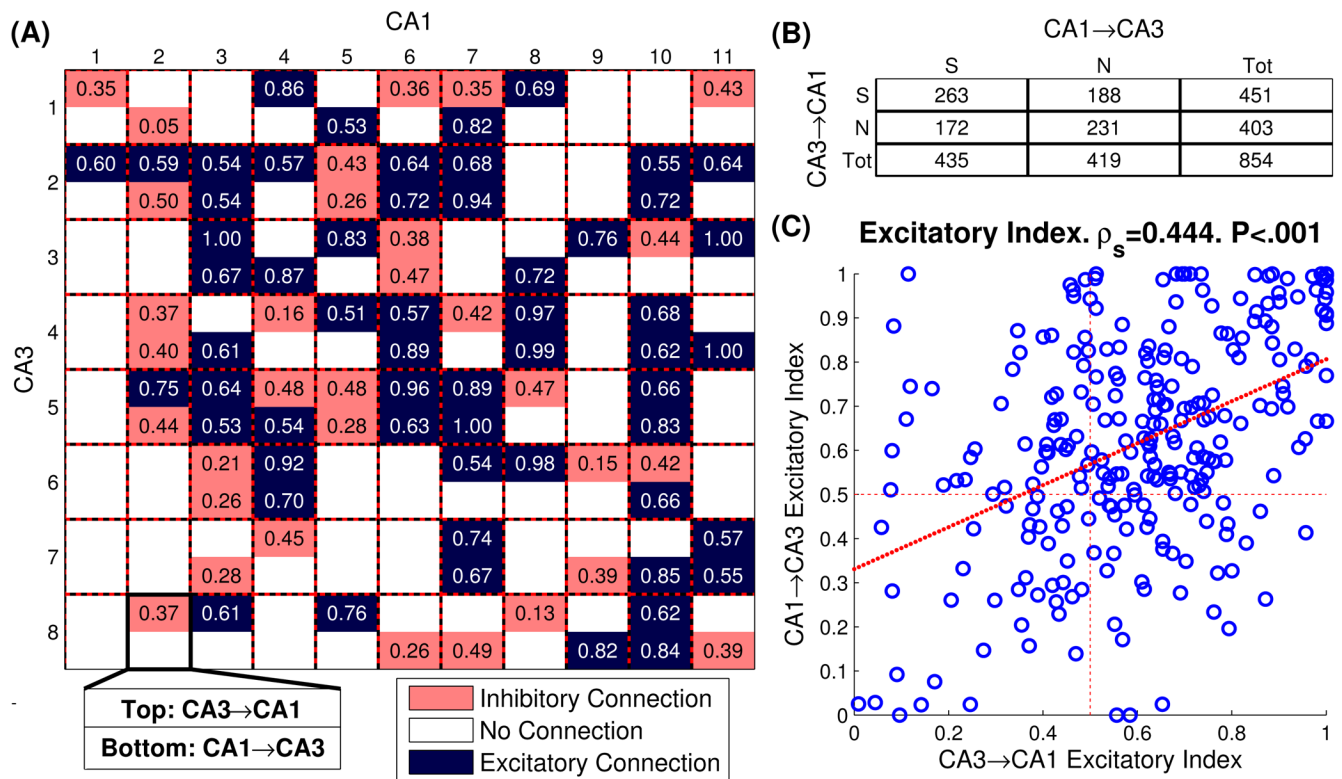 (A)
CA1
1 2 3 4 5 6 7 8 9 10 11
CA3
1
0.35 0.86 0.36 0.35 0.69 0.43
0.05 0.53 0.82
2
0.60 0.59 0.54 0.57 0.43 0.64 0.68 0.55 0.64
0.50 0.54 0.26 0.72 0.94 0.72
3
1.00 0.83 0.38 0.76 0.44 1.00
0.67 0.87 0.47 0.72
4
0.37 0.16 0.51 0.57 0.42 0.97 0.68
0.40 0.61 0.89 0.99 0.62 1.00
5
0.75 0.64 0.48 0.48 0.96 0.89 0.47 0.66
0.44 0.53 0.54 0.28 0.63 1.00 0.83
6
0.21 0.92 0.54 0.98 0.15 0.42
0.26 0.70 0.66
7
0.45 0.74 0.57
0.28 0.67 0.39 0.85 0.55
8
0.37 0.61 0.76 0.13 0.62
0.26 0.49 0.82 0.84 0.39
Top: CA3→CA1
Bottom: CA1→CA3
Inhibitory Connection
No Connection
Excitatory Connection
-
(B)
CA1→CA3
S N Tot
CA3→CA1
S 263 188 451
N 172 231 403
Tot 435 419 854
(C)
Excitatory Index. ρs=0.444. P<.001
CA1→CA3 Excitatory Index
1
0.9
0.8
0.7
0.6
0.5
0.4
0.3
0.2
0.1
0
0 0.2 0.4 0.6 0.8 1
CA3→CA1 Excitatory Index